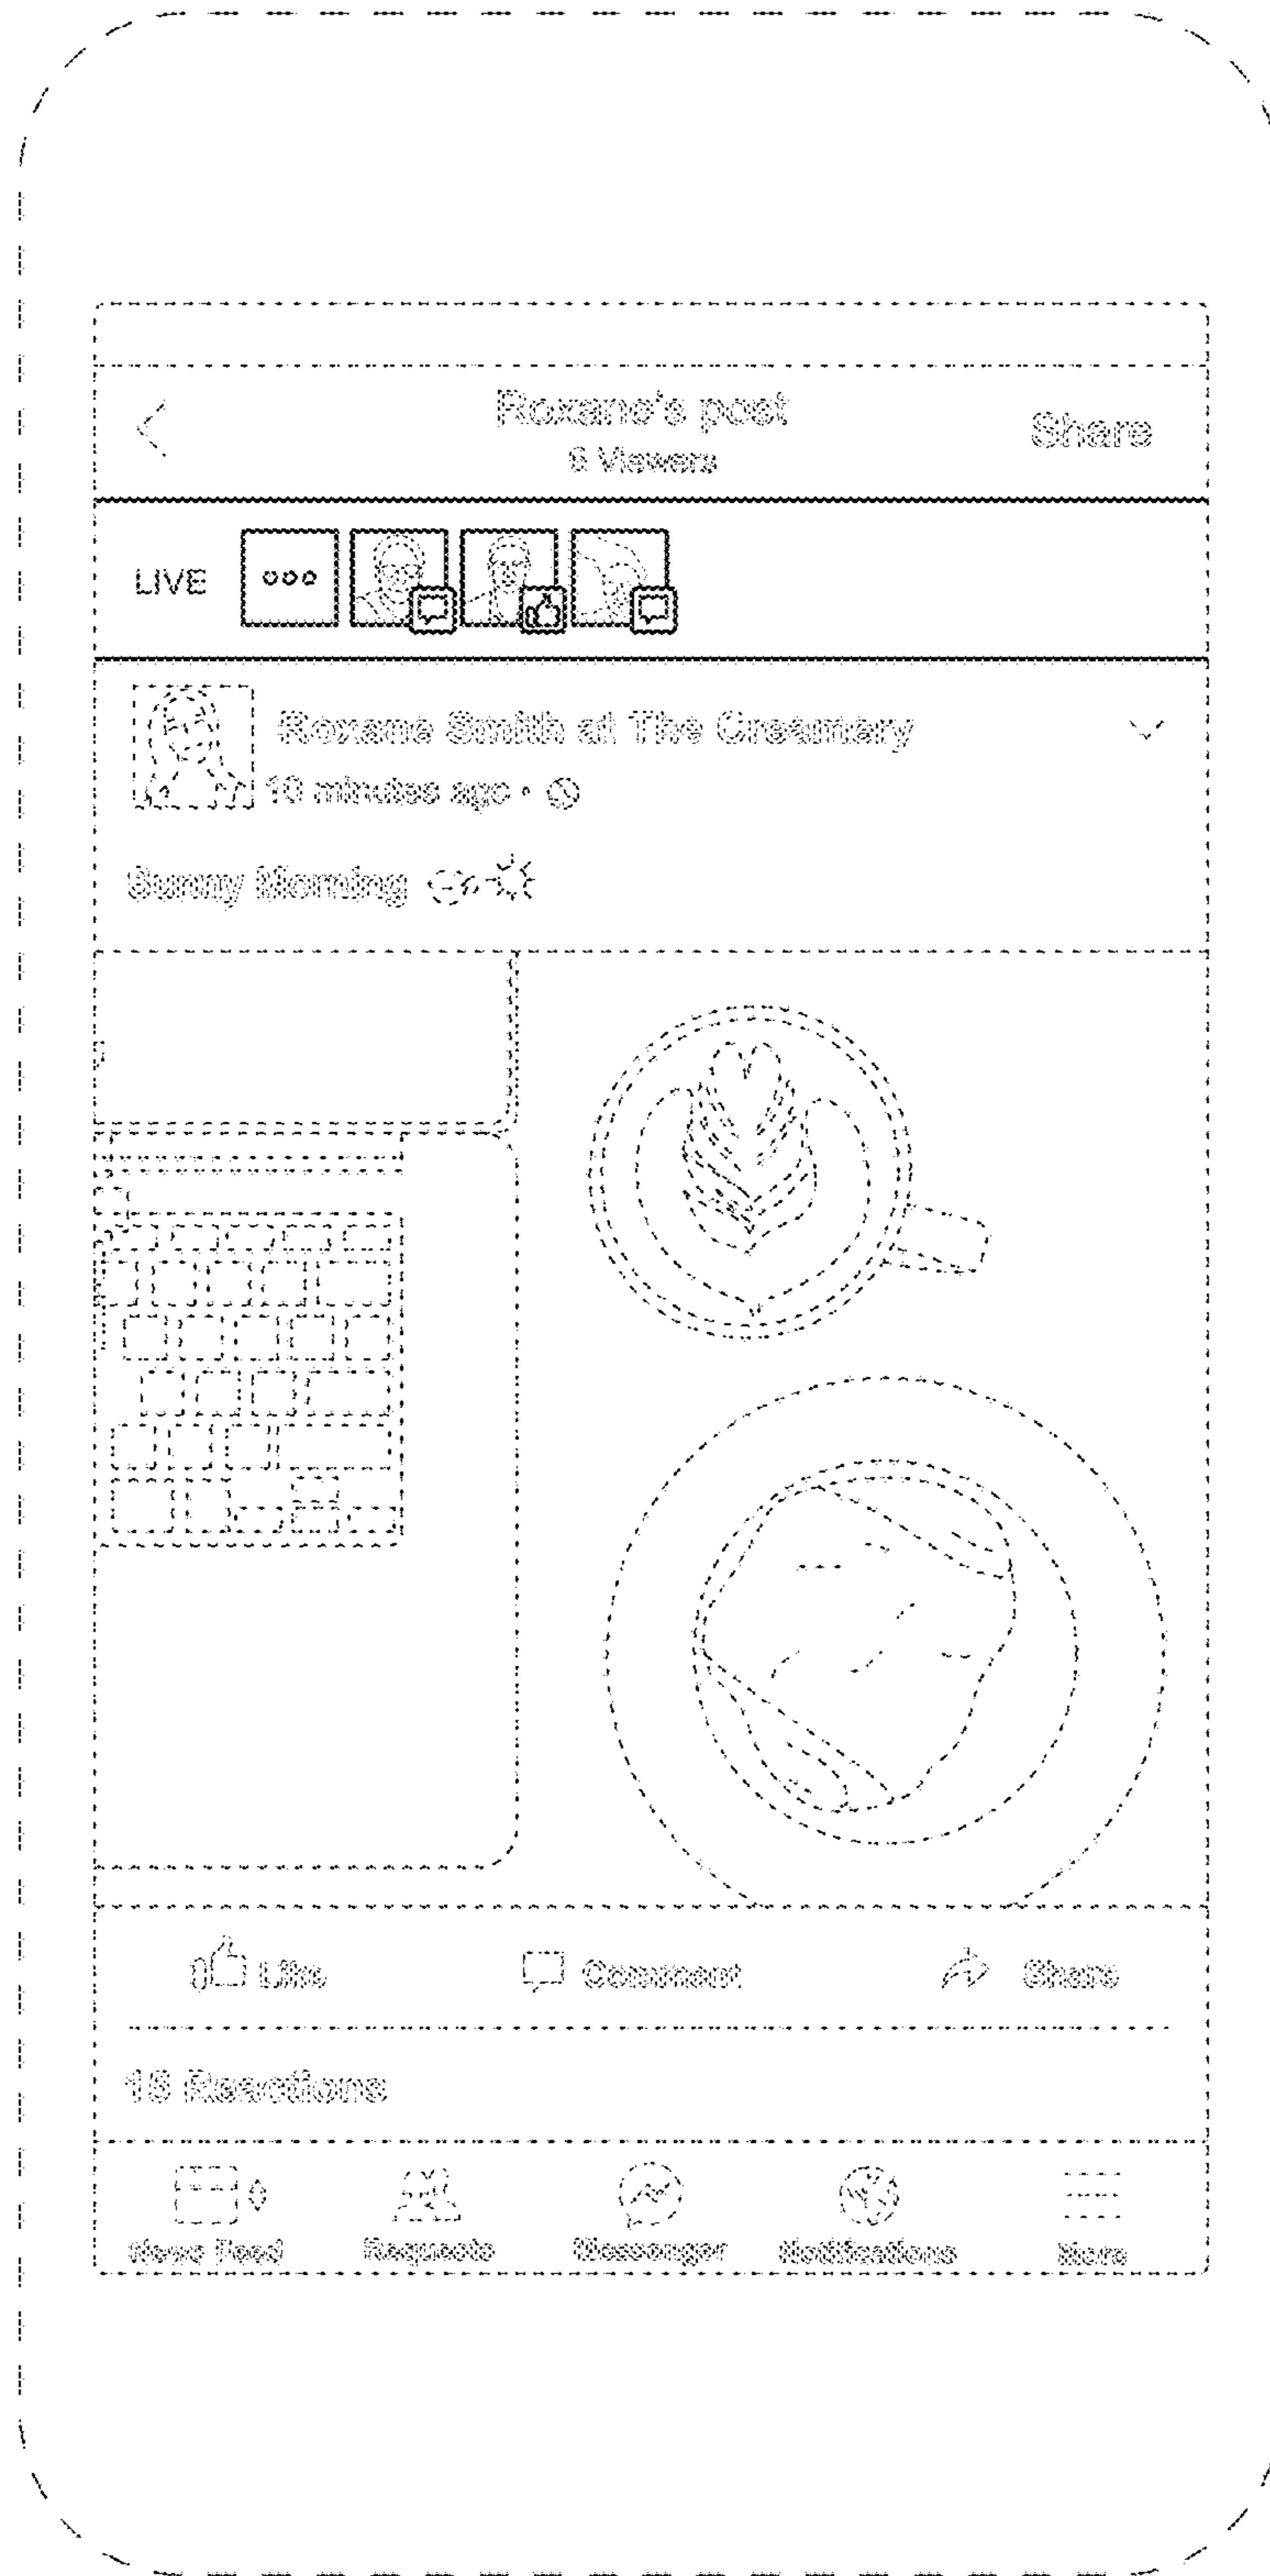 Roxane's post
Share
6 Viewers
LIVE
Roxane Smith at The Creamery
10 minutes ago •
Sunny Morning
Like Comment Share
18 Reactions
News Feed Requests Messenger Notifications More